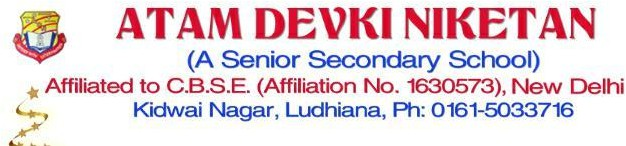 ATAM DEVKI NIKETAN
(A Senior Secondary School)
Affiliated to C.B.S.E. (Affiliation No. 1630573), New Delhi
Kidwai Nagar, Ludhiana, Ph: 0161-5033716